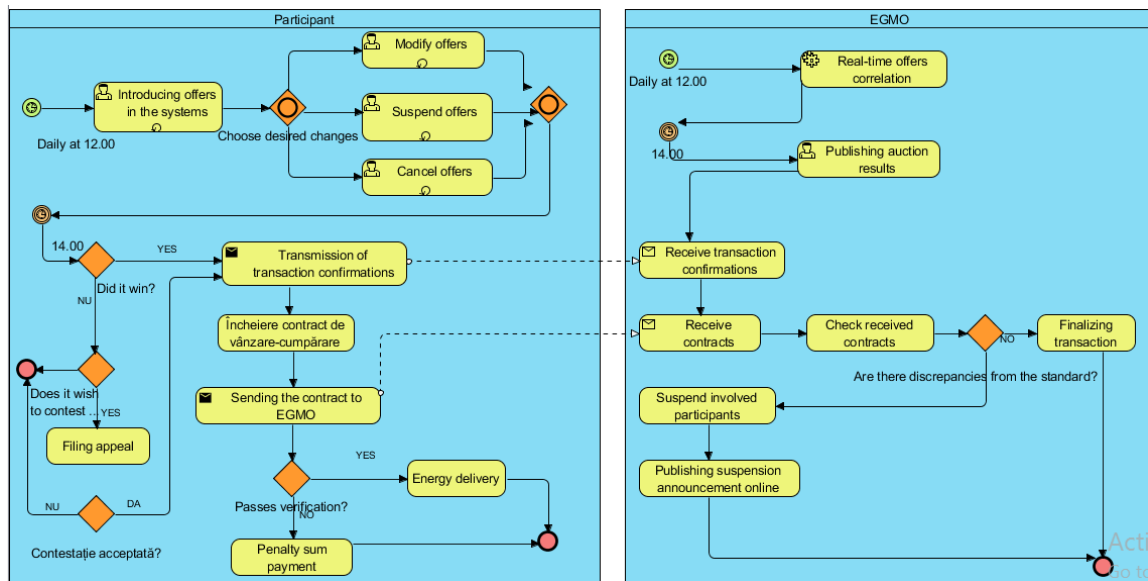 Participant
Modify offers
Introducing offers
in the systems
Suspend offers
Daily at 12.00
Choose desired changes
Cancel offers
14.00
YES
Did it win?
Transmission of
transaction confirmations
NU
Încheiere contract de
vânzare-cumpărare
Does it wish
to contest ...
YES
Sending the contract to
EGMO
Filing appeal
YES
Energy delivery
Passes verification?
NO
NU
DA
Contestație acceptată?
Penalty sum
payment
EGMO
Real-time offers
correlation
Daily at 12.00
14.00
Publishing auction
results
Receive transaction
confirmations
Receive
contracts
Check received
contracts
NO
Finalizing
transaction
Are there discrepancies from the standard?
Suspend involved
participants
Publishing suspension
announcement online
Acti
Go to